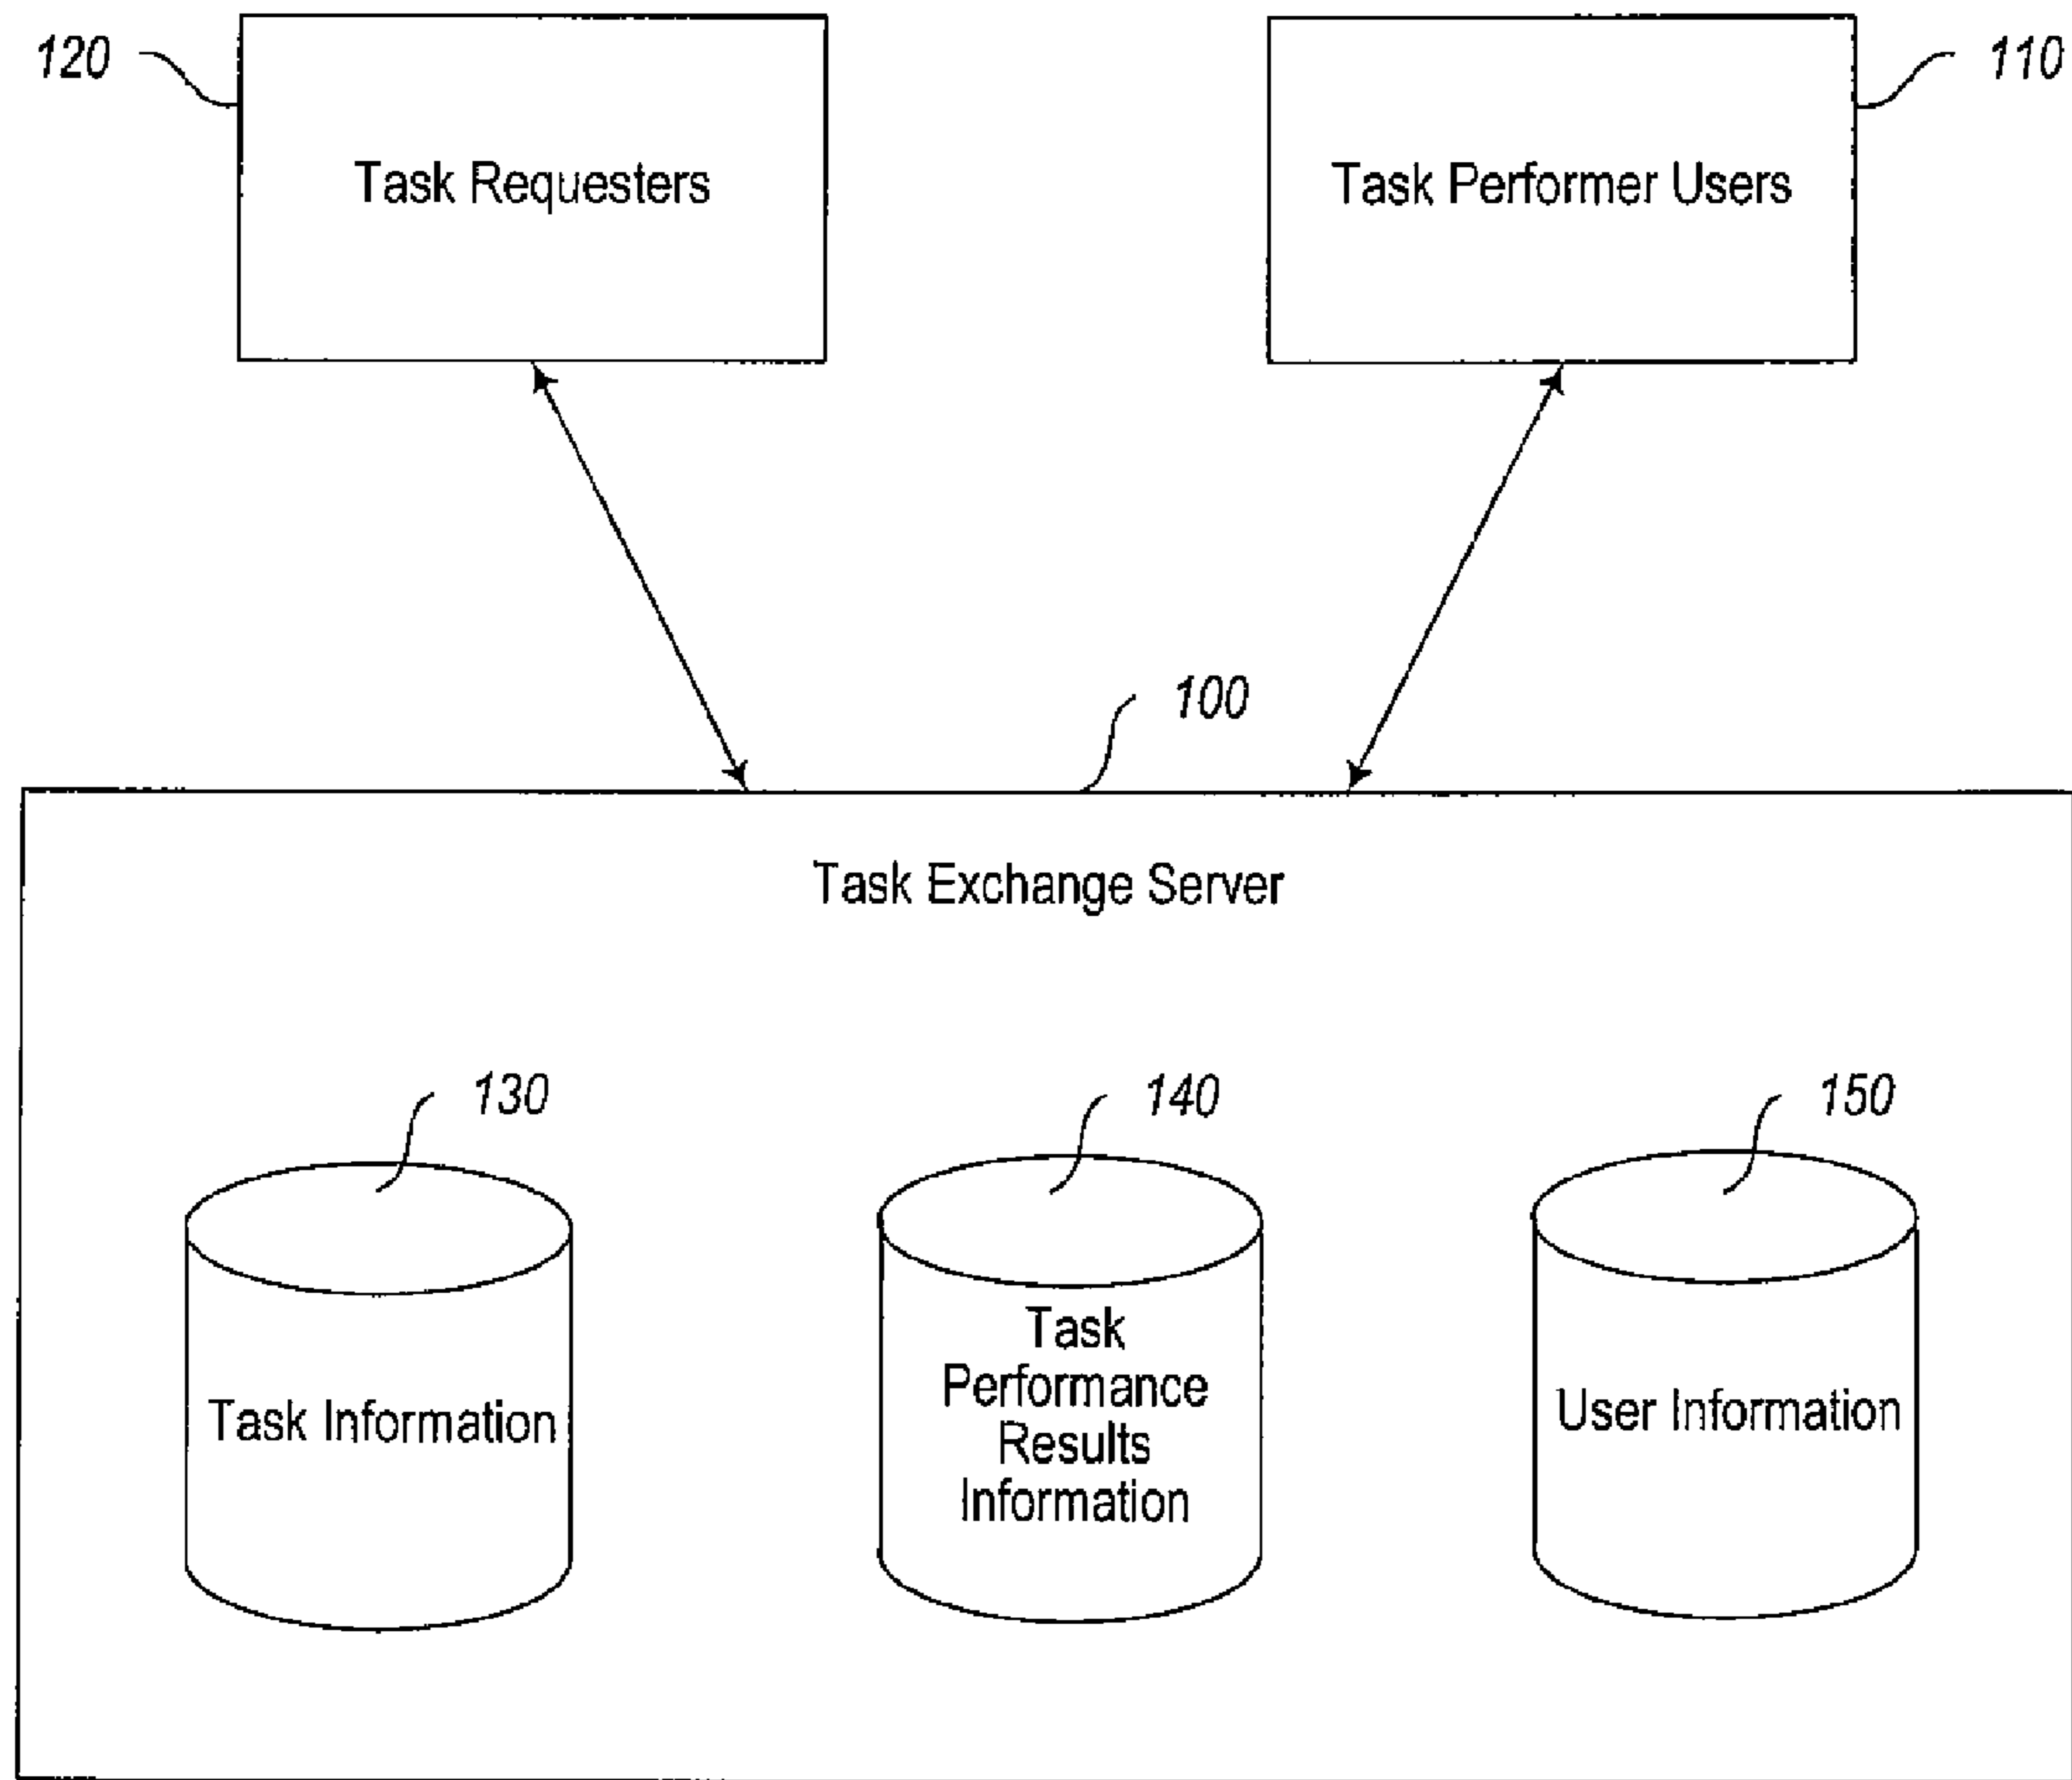 120
110
Task Requesters
Task Performer Users
100
Task Exchange Server
130
140
150
Task Information
Task
Performance
Results
Information
User Information